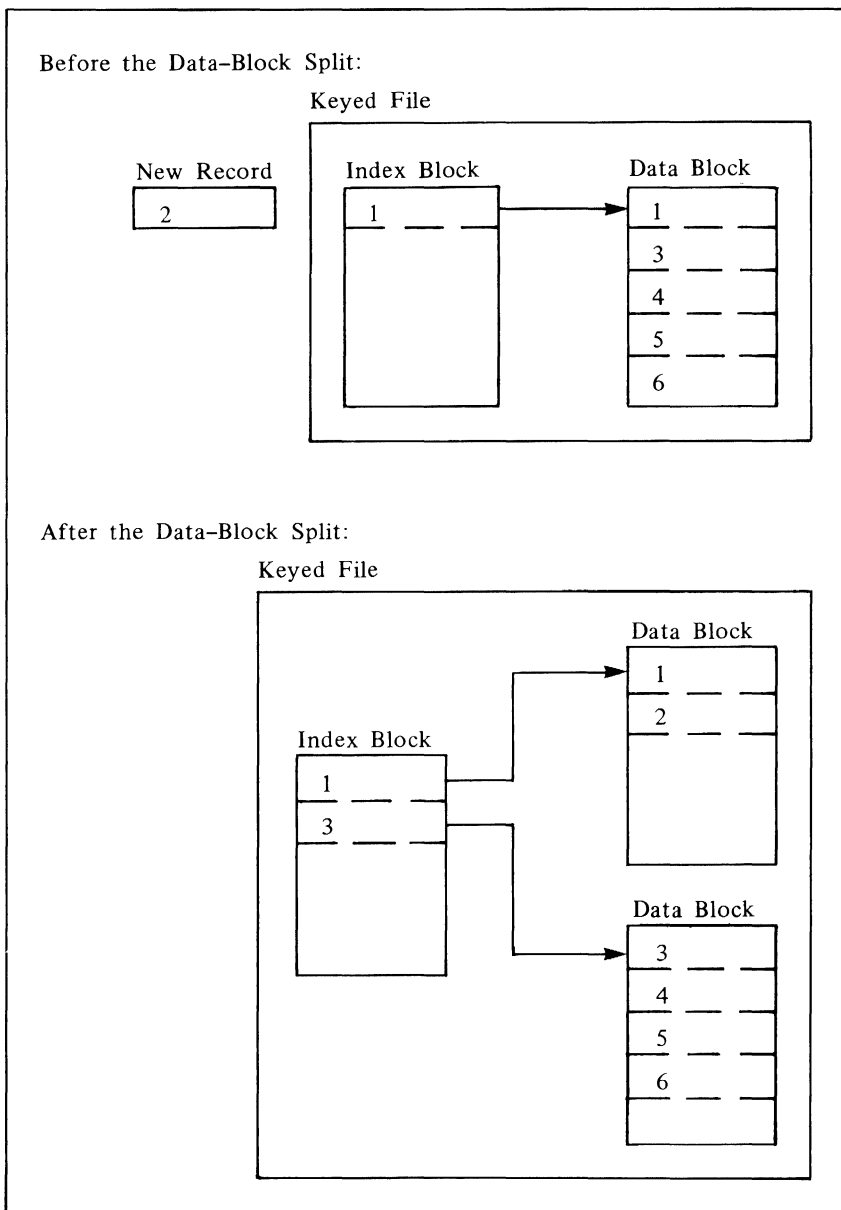 Before the Data-Block Split:
Keyed File
New Record
Index Block
Data Block
2
1
1
3
4
5
6
After the Data-Block Split:
Keyed File
Data Block
1
2
Index Block
1
3
Data Block
3
4
5
6